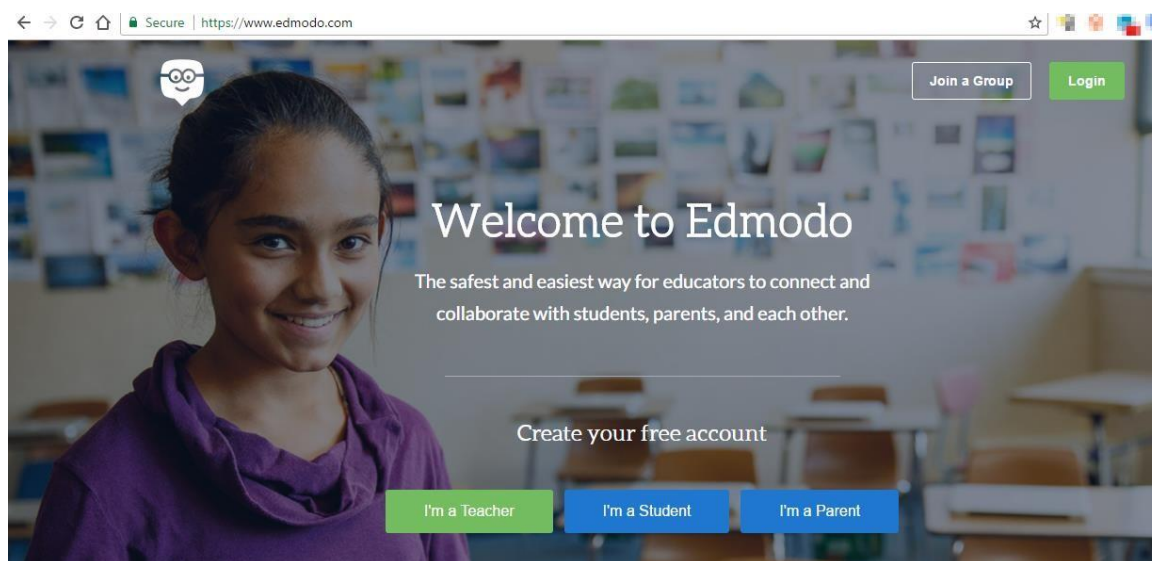 Secure | https://www.edmodo.com
Join a Group
Login
Welcome to Edmodo
The safest and easiest way for educators to connect and
collaborate with students, parents, and each other.
Create your free account
I'm a Teacher
I'm a Student
I'm a Parent